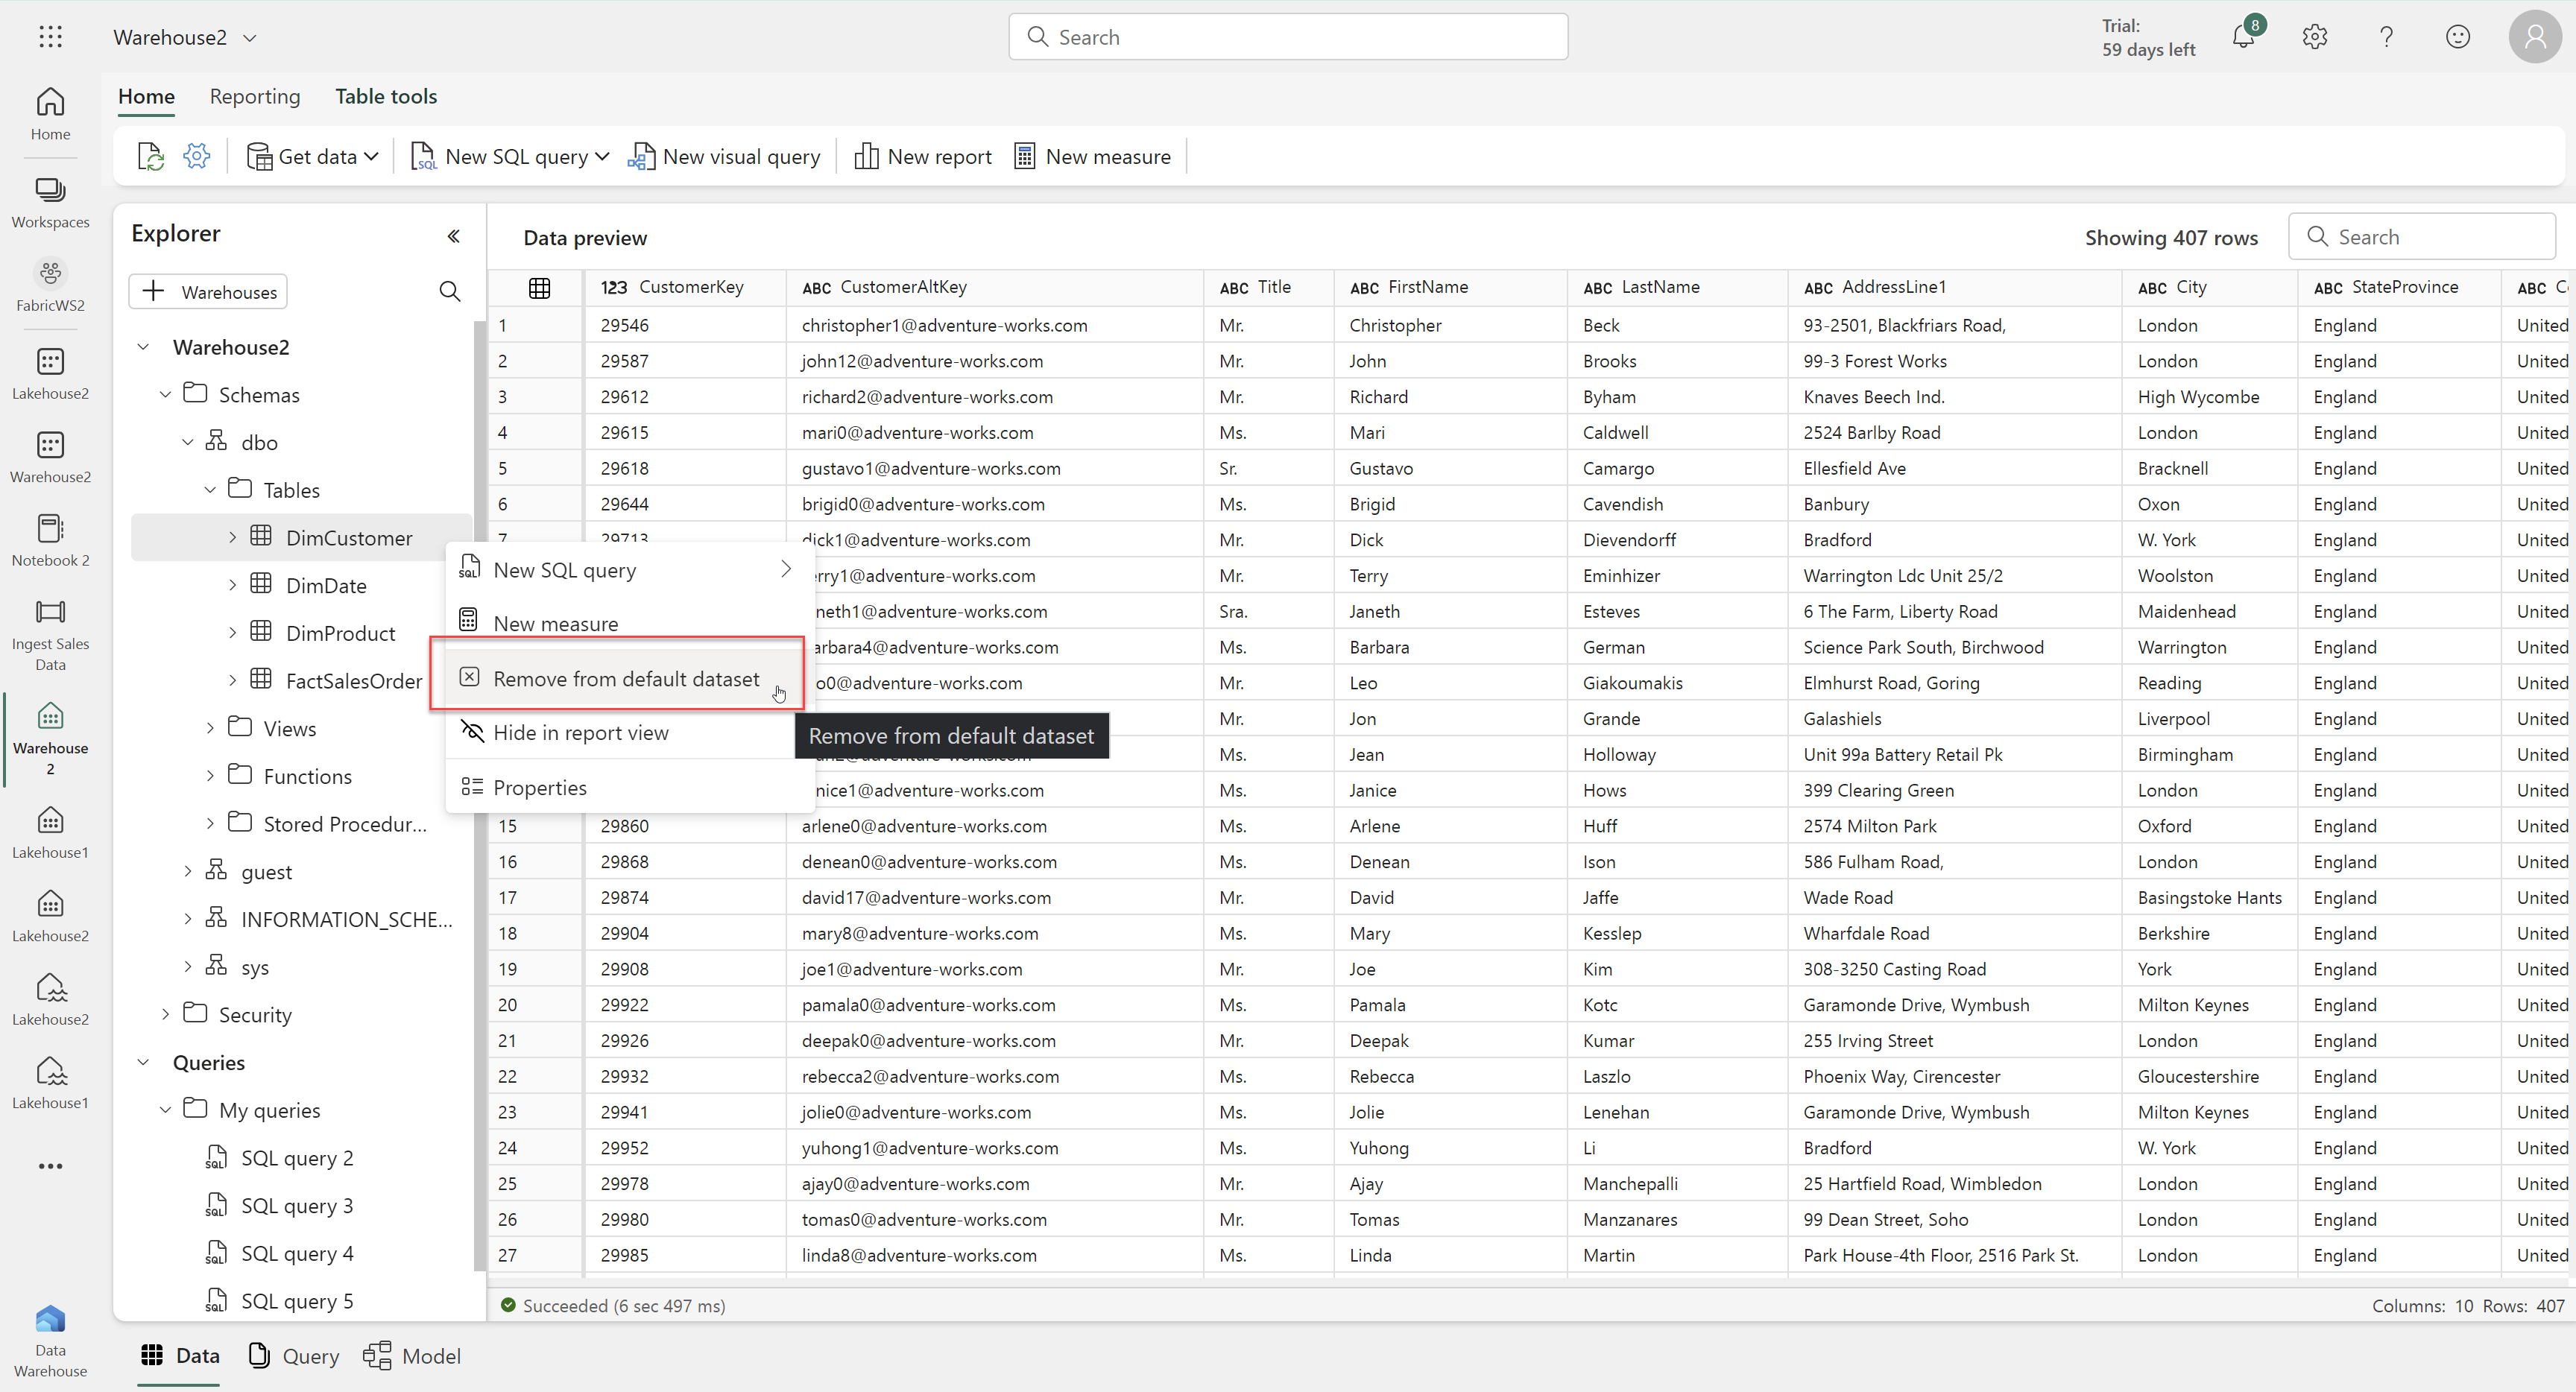 Warehouse2
Search
Trial:
59 days left
8
Home
Reporting
Table tools
Get data
New SQL query
New visual query
New report
New measure
Home
Workspaces
FabricWS2
Lakehouse2
Warehouse2
Notebook 2
Ingest Sales
Data
Warehouse
2
Lakehouse1
Lakehouse2
Lakehouse2
Lakehouse1
Data
Warehouse
Explorer
Warehouses
Warehouse2
Schemas
dbo
Tables
DimCustomer
DimDate
DimProduct
FactSalesOrder
Views
Functions
Stored Procedur...
guest
INFORMATION_SCHE...
sys
Security
Queries
My queries
SQL query 2
SQL query 3
SQL query 4
SQL query 5
New SQL query
New measure
Remove from default dataset
Hide in report view
Properties
Remove from default dataset
Data preview
Showing 407 rows
Search
123 CustomerKey ABC CustomerAltKey ABC Title ABC FirstName ABC LastName ABC AddressLine1 ABC City ABC StateProvince ABC
1 29546 christopher1@adventure-works.com Mr. Christopher Beck 93-2501, Blackfriars Road, London England United
2 29587 john12@adventure-works.com Mr. John Brooks 99-3 Forest Works London England United
3 29612 richard2@adventure-works.com Mr. Richard Byham Knaves Beech Ind. High Wycombe England United
4 29615 mari0@adventure-works.com Ms. Mari Caldwell 2524 Barlby Road London England United
5 29618 gustavo1@adventure-works.com Sr. Gustavo Camargo Ellesfield Ave Bracknell England United
6 29644 brigid0@adventure-works.com Ms. Brigid Cavendish Banbury Oxon England United
7 29713 dick1@adventure-works.com Mr. Dick Dievendorff Bradford W. York England United
erry1@adventure-works.com Mr. Terry Eminhizer Warrington Ldc Unit 25/2 Woolston England United
neth1@adventure-works.com Sra. Janeth Esteves 6 The Farm, Liberty Road Maidenhead England United
arbara4@adventure-works.com Ms. Barbara German Science Park South, Birchwood Warrington England United
o0@adventure-works.com Mr. Leo Giakoumakis Elmhurst Road, Goring Reading England United
Mr. Jon Grande Galashiels Liverpool England United
Ms. Jean Holloway Unit 99a Battery Retail Pk Birmingham England United
nice1@adventure-works.com Ms. Janice Hows 399 Clearing Green London England United
15 29860 arlene0@adventure-works.com Ms. Arlene Huff 2574 Milton Park Oxford England United
16 29868 denean0@adventure-works.com Ms. Denean Ison 586 Fulham Road, London England United
17 29874 david17@adventure-works.com Mr. David Jaffe Wade Road Basingstoke Hants England United
18 29904 mary8@adventure-works.com Ms. Mary Kesslep Wharfdale Road Berkshire England United
19 29908 joe1@adventure-works.com Mr. Joe Kim 308-3250 Casting Road York England United
20 29922 pamala0@adventure-works.com Ms. Pamala Kotc Garamonde Drive, Wymbush Milton Keynes England United
21 29926 deepak0@adventure-works.com Mr. Deepak Kumar 255 Irving Street London England United
22 29932 rebecca2@adventure-works.com Ms. Rebecca Laszlo Phoenix Way, Cirencester Gloucestershire England United
23 29941 jolie0@adventure-works.com Ms. Jolie Lenehan Garamonde Drive, Wymbush Milton Keynes England United
24 29952 yuhong1@adventure-works.com Ms. Yuhong Li Bradford W. York England United
25 29978 ajay0@adventure-works.com Mr. Ajay Manchepalli 25 Hartfield Road, Wimbledon London England United
26 29980 tomas0@adventure-works.com Mr. Tomas Manzanares 99 Dean Street, Soho London England United
27 29985 linda8@adventure-works.com Ms. Linda Martin Park House-4th Floor, 2516 Park St. London England United
Succeeded (6 sec 497 ms)
Columns: 10 Rows: 407
Data
Query
Model